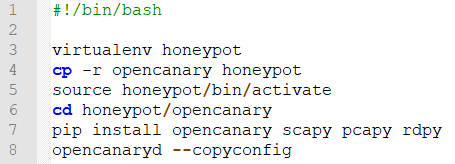 1 #!/bin/bash
2
3 virtualenv honeypot
4 cp -r opencanary honeypot
5 source honeypot/bin/activate
6 cd honeypot/opencanary
7 pip install opencanary scapy pcapy rdpy
8 opencanaryd --copyconfig